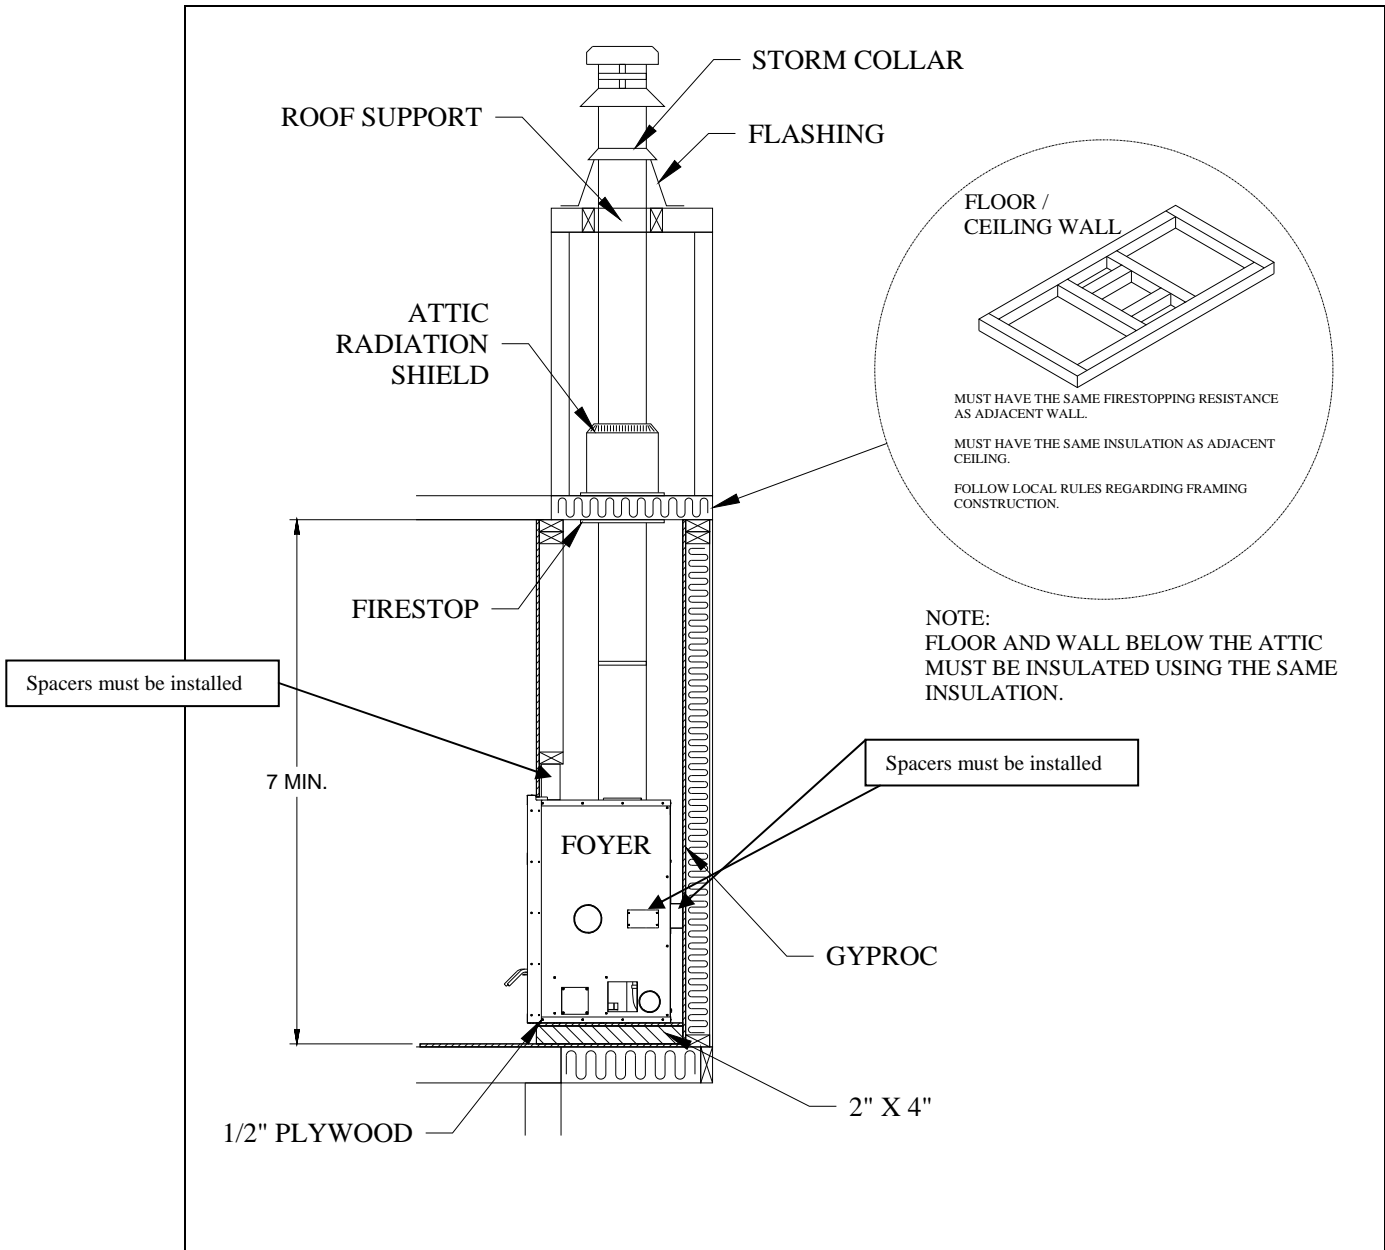 STORM COLLAR
ROOF SUPPORT
FLASHING
FLOOR /
CEILING WALL
ATTIC
RADIATION
SHIELD
MUST HAVE THE SAME FIRESTOPPING RESISTANCE
AS ADJACENT WALL.
MUST HAVE THE SAME INSULATION AS ADJACENT
CEILING.
FOLLOW LOCAL RULES REGARDING FRAMING
CONSTRUCTION.
FIRESTOP
NOTE:
FLOOR AND WALL BELOW THE ATTIC
MUST BE INSULATED USING THE SAME
INSULATION.
Spacers must be installed
7 MIN.
Spacers must be installed
FOYER
GYPROC
2" X 4"
1/2" PLYWOOD